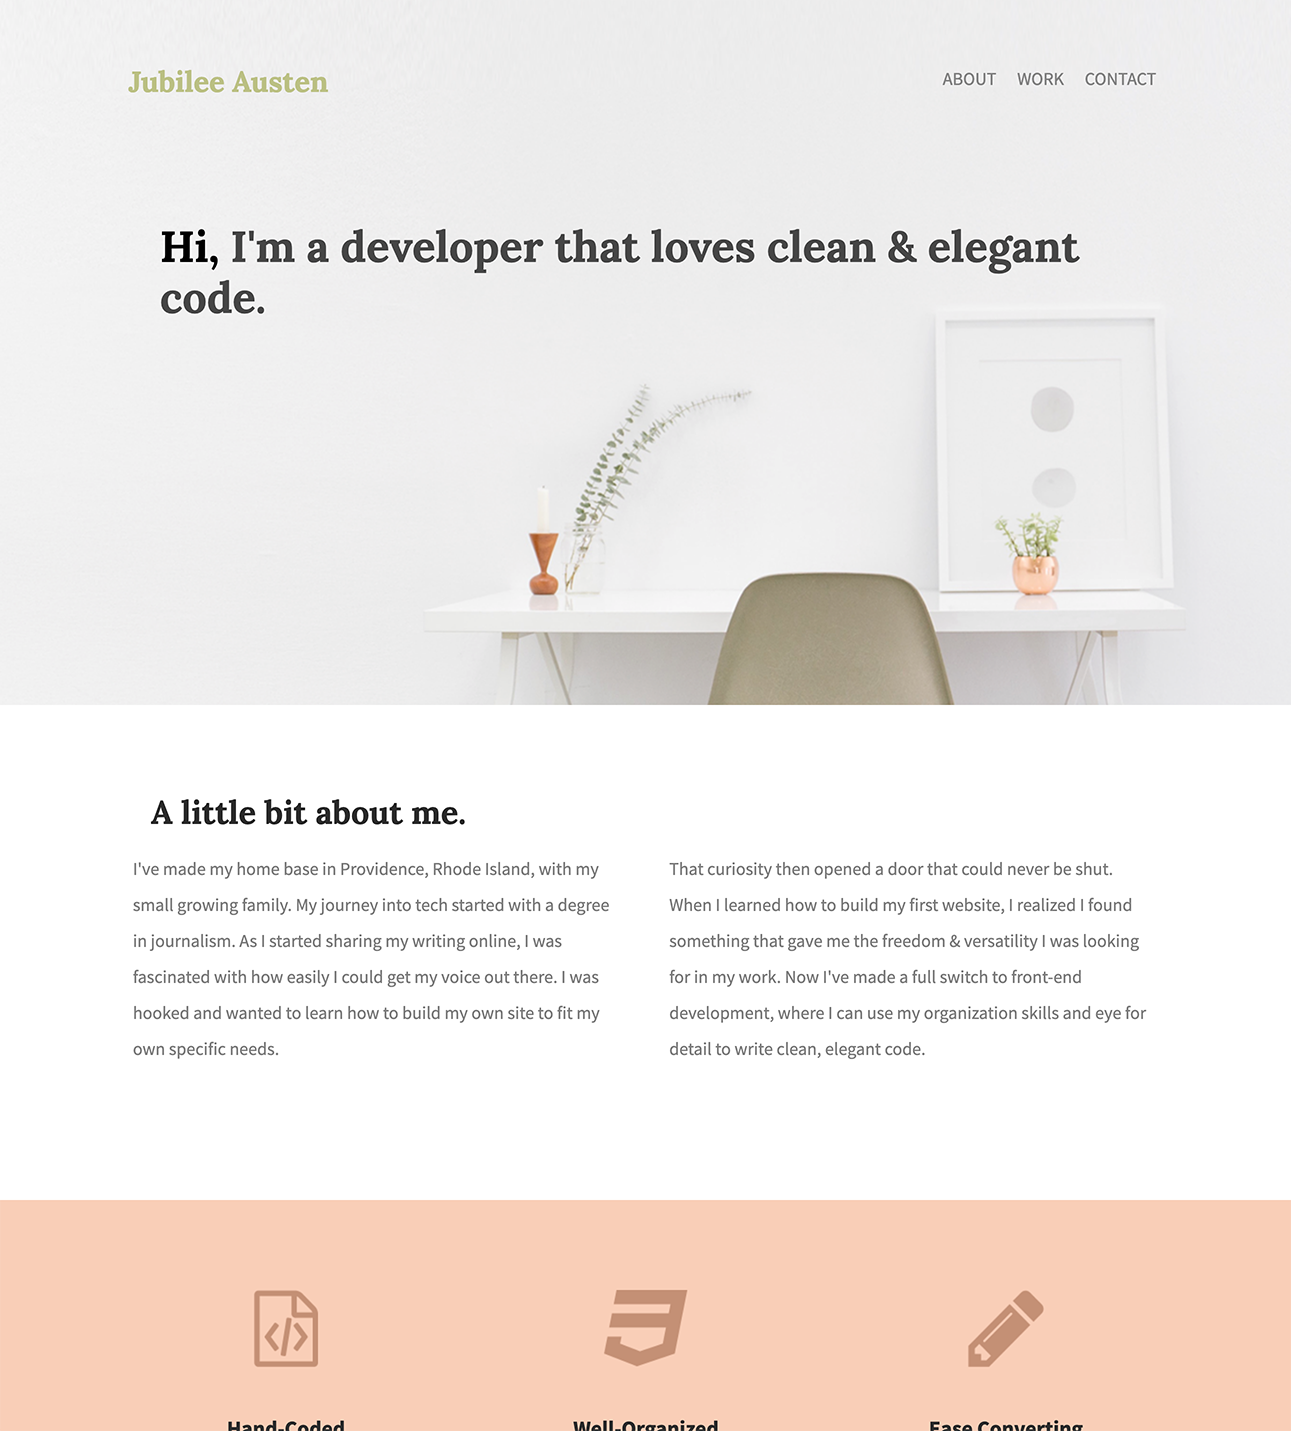 Jubilee Austen
ABOUT WORK CONTACT
Hi, I'm a developer that loves clean & elegant
code.
A little bit about me.
I've made my home base in Providence, Rhode Island, with my
small growing family. My journey into tech started with a degree
in journalism. As I started sharing my writing online, I was
fascinated with how easily I could get my voice out there. I was
hooked and wanted to learn how to build my own site to fit my
own specific needs.
That curiosity then opened a door that could never be shut.
When I learned how to build my first website, I realized I found
something that gave me the freedom & versatility I was looking
for in my work. Now I've made a full switch to front-end
development, where I can use my organization skills and eye for
detail to write clean, elegant code.
Hand-Coded
Well-Organized
Ease Converting